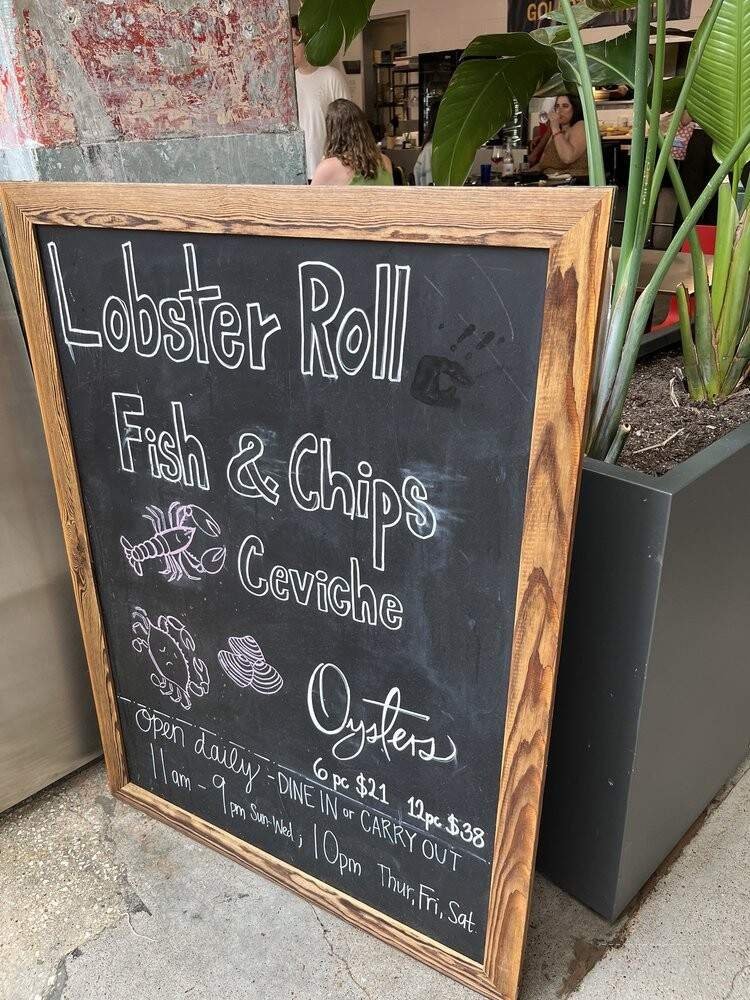 GOU
Lobster Roll
Fish & Chips
Ceviche
Oysters
6 pc $21 12pc $38
open daily - DINE IN or CARRY OUT
11am - 9pm Sun-Wed ; 10pm Thur, Fri, Sat.